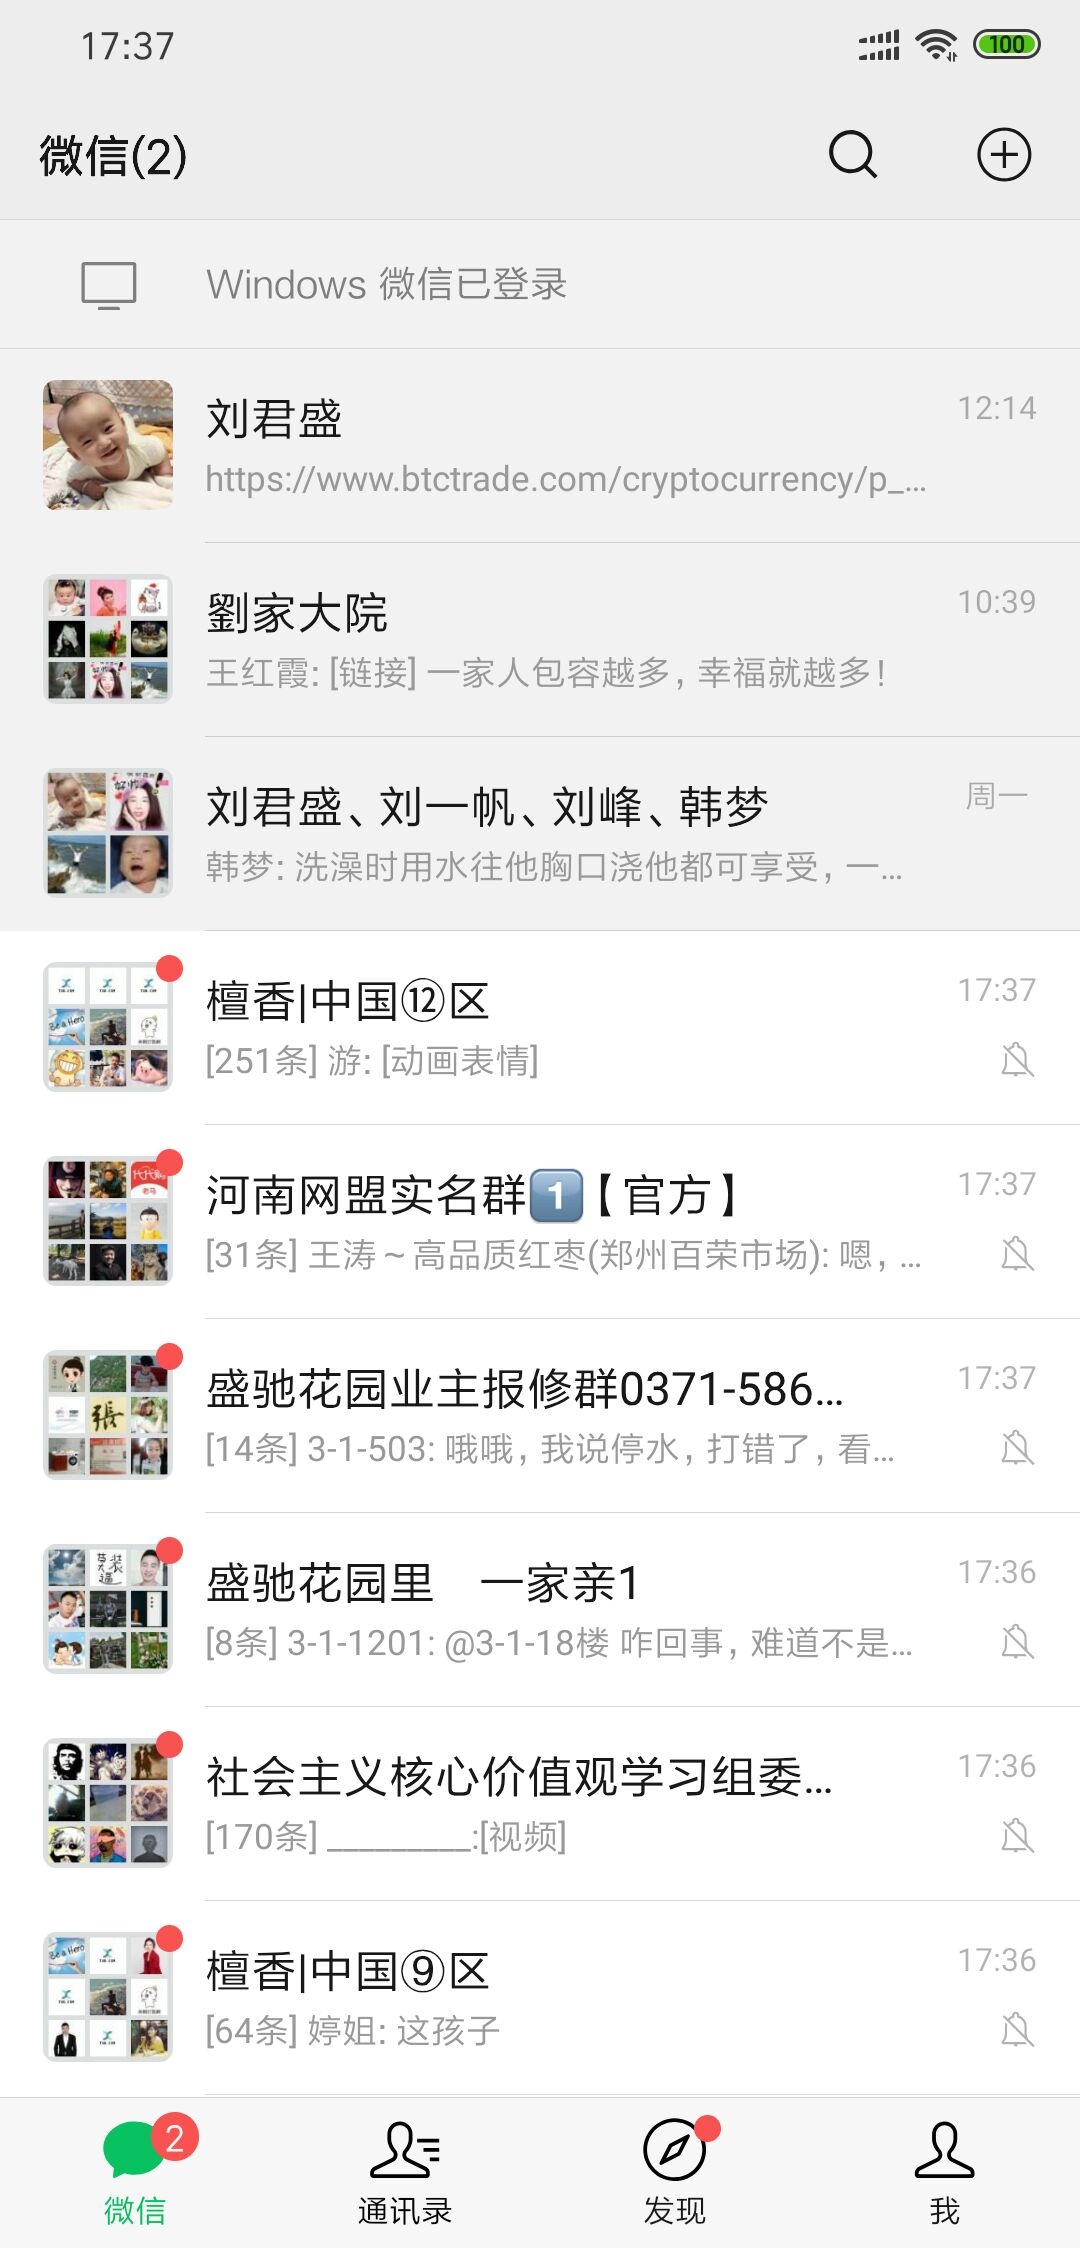 17:37
100
微信(2)
Windows 微信已登录
刘君盛
12:14
https://www.btctrade.com/cryptocurrency/p_...
劉家大院
10:39
王红霞: [链接] 一家人包容越多，幸福就越多！
刘君盛、刘一帆、刘峰、韩梦
周一
韩梦: 洗澡时用水往他胸口浇他都可享受，一...
檀香|中国⑫区
17:37
[251条] 游: [动画表情]
河南网盟实名群1️⃣【官方】
17:37
[31条] 王涛～高品质红枣(郑州百荣市场): 嗯，...
盛驰花园业主报修群0371-586...
17:37
[14条] 3-1-503: 哦哦，我说停水，打错了，看...
盛驰花园里　一家亲1
17:36
[8条] 3-1-1201: @3-1-18楼 咋回事，难道不是...
社会主义核心价值观学习组委...
17:36
[170条] _________:[视频]
檀香|中国⑨区
17:36
[64条] 婷姐: 这孩子
2
微信
通讯录
发现
我